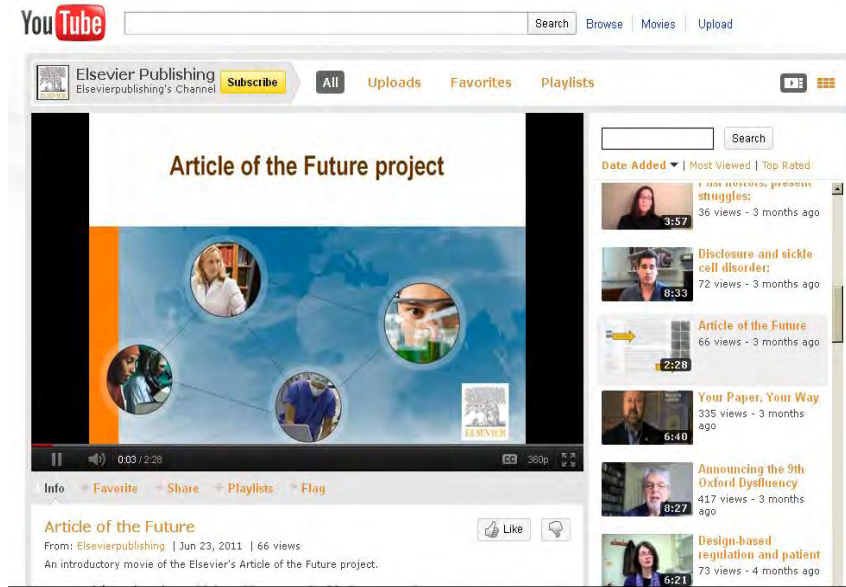 You Tube
Search Browse Movies Upload
Elsevier Publishing
Elsevierpublishing's Channel
Subscribe
All Uploads Favorites Playlists
Article of the Future project
ELSEVIER
0:03 / 2:28
CC 360p
Info Favorite Share Playlists Flag
Article of the Future
Like
From: Elsevierpublishing | Jun 23, 2011 | 66 views
An introductory movie of the Elsevier's Article of the Future project.
Search
Date Added | Most Viewed | Top Rated
Past horrors, present
struggles:
36 views - 3 months ago
3:57
Disclosure and sickle
cell disorder:
72 views - 3 months ago
8:33
Article of the Future
66 views - 3 months ago
2:28
Your Paper, Your Way
335 views - 3 months
ago
6:40
Announcing the 9th
Oxford Dysfluency
417 views - 3 months
ago
8:27
Design-based
regulation and patient
73 views - 4 months ago
6:21